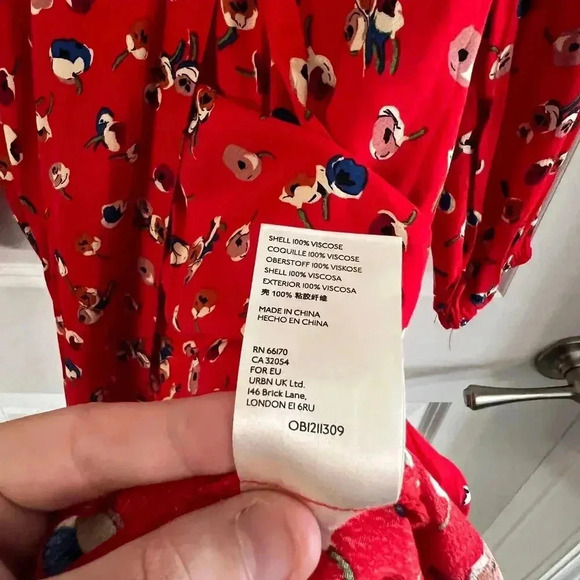 SHELL 100% VISCOSE
COQUILLE 100% VISCOSE
OBERSTOFF 100% VISKOSE
SHELL 100% VISCOSA
EXTERIOR 100% VISCOSA
壳 100% 粘胶纤维
MADE IN CHINA
HECHO EN CHINA
RN 66170
CA 32054
FOR EU
URBN UK Ltd.
146 Brick Lane,
LONDON E1 6RU
OB1211309